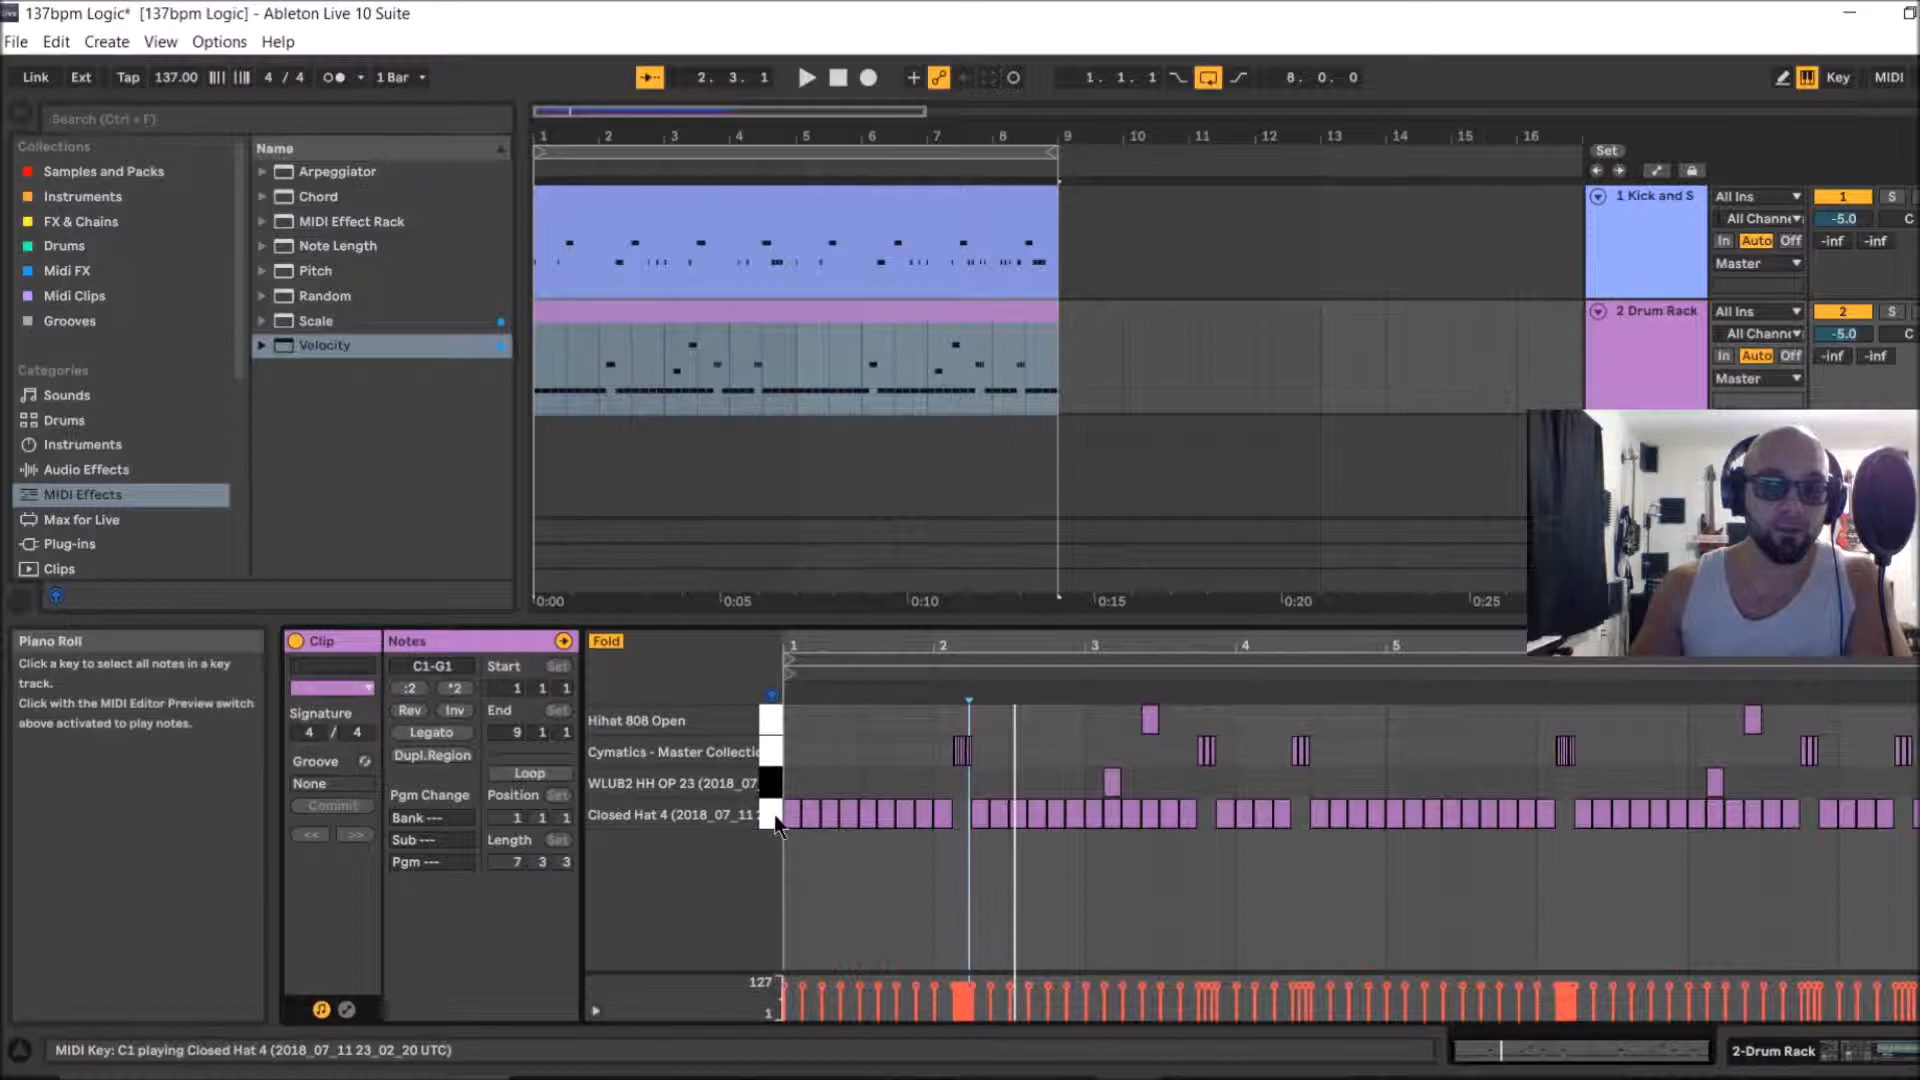 137bpm Logic* [137bpm Logic] - Ableton Live 10 Suite
File Edit Create View Options Help
Link Ext Tap 137.00 4 / 4 1 Bar 2. 3. 1 1. 1. 1 8. 0. 0 Key MIDI
Search (Ctrl + F)
Collections
Samples and Packs
Instruments
FX & Chains
Drums
Midi FX
Midi Clips
Grooves
Categories
Sounds
Drums
Instruments
Audio Effects
MIDI Effects
Max for Live
Plug-ins
Clips
Name
Arpeggiator
Chord
MIDI Effect Rack
Note Length
Pitch
Random
Scale
Velocity
1 2 3 4 5 6 7 8 9 10 11 12 13 14 15 16
0:00 0:05 0:10 0:15 0:20 0:25
Set
1 Kick and S All Ins 1 S
All Channe -5.0 C
In Auto Off -inf -inf
Master
2 Drum Rack All Ins 2 S
All Channe -5.0 C
In Auto Off -inf -inf
Master
Piano Roll
Click a key to select all notes in a key
track.
Click with the MIDI Editor Preview switch
above activated to play notes.
Clip
Signature
4 / 4
Groove
None
Commit
<< >>
Notes
C1-G1
:2 *2
Rev Inv
Legato
Dupl.Region
Pgm Change
Bank ---
Sub ---
Pgm ---
Start Set
1 1 1
End Set
9 1 1
Loop
Position Set
1 1 1
Length Set
7 3 3
Fold
1 2 3 4 5
Hihat 808 Open
Cymatics - Master Collectio
WLUB2 HH OP 23 (2018_07
Closed Hat 4 (2018_07_11
127
1
MIDI Key: C1 playing Closed Hat 4 (2018_07_11 23_02_20 UTC)
2-Drum Rack